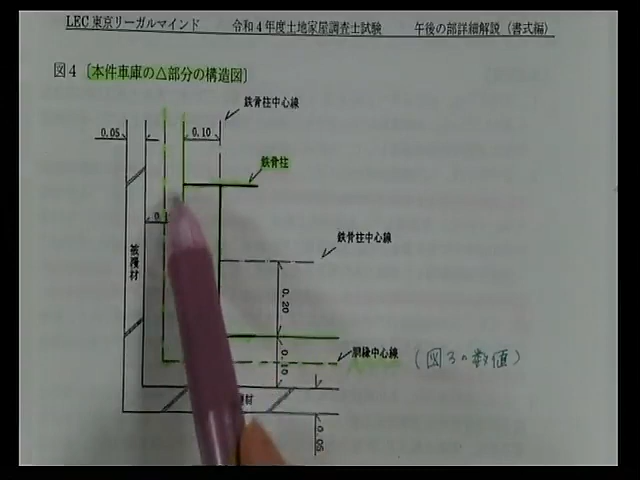 LEC東京リーガルマインド 令和4年度土地家屋調査士試験 午後の部詳細解説（書式編）
図4〔本件車庫の△部分の構造図〕
鉄骨柱中心線
0.05
0.10
鉄骨柱
鉄骨柱中心線
被覆材
0.20
0.10
胴縁中心線
（図3の数値）
0.05